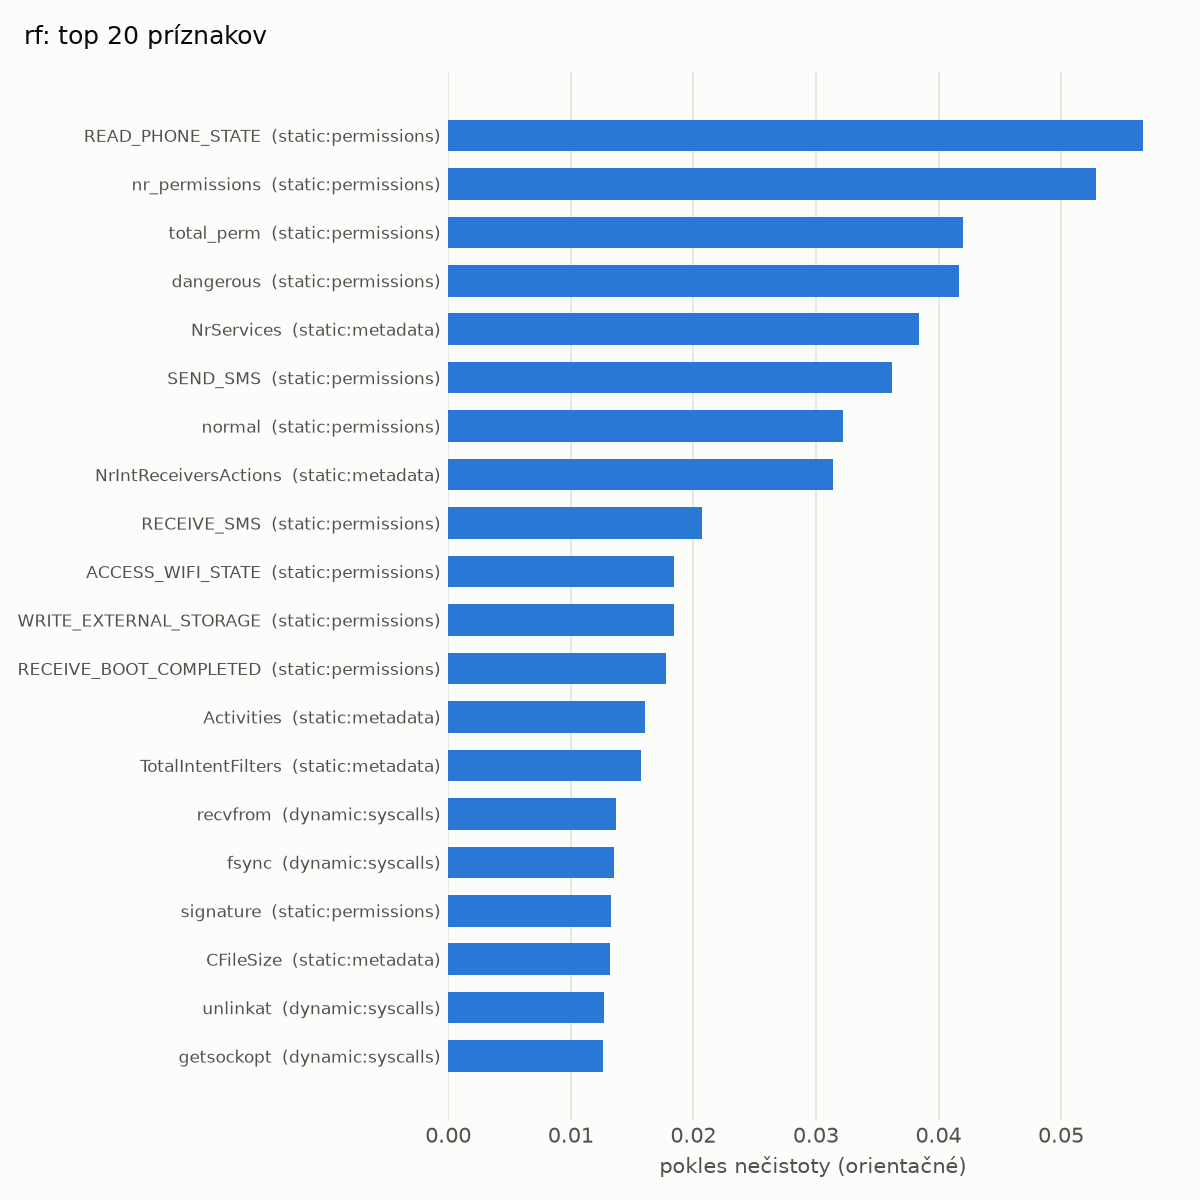 rf: top 20 príznakov
READ_PHONE_STATE (static:permissions)
nr_permissions (static:permissions)
total_perm (static:permissions)
dangerous (static:permissions)
NrServices (static:metadata)
SEND_SMS (static:permissions)
normal (static:permissions)
NrIntReceiversActions (static:metadata)
RECEIVE_SMS (static:permissions)
ACCESS_WIFI_STATE (static:permissions)
WRITE_EXTERNAL_STORAGE (static:permissions)
RECEIVE_BOOT_COMPLETED (static:permissions)
Activities (static:metadata)
TotalIntentFilters (static:metadata)
recvfrom (dynamic:syscalls)
fsync (dynamic:syscalls)
signature (static:permissions)
CFileSize (static:metadata)
unlinkat (dynamic:syscalls)
getsockopt (dynamic:syscalls)
0.00 0.01 0.02 0.03 0.04 0.05
pokles nečistoty (orientačné)